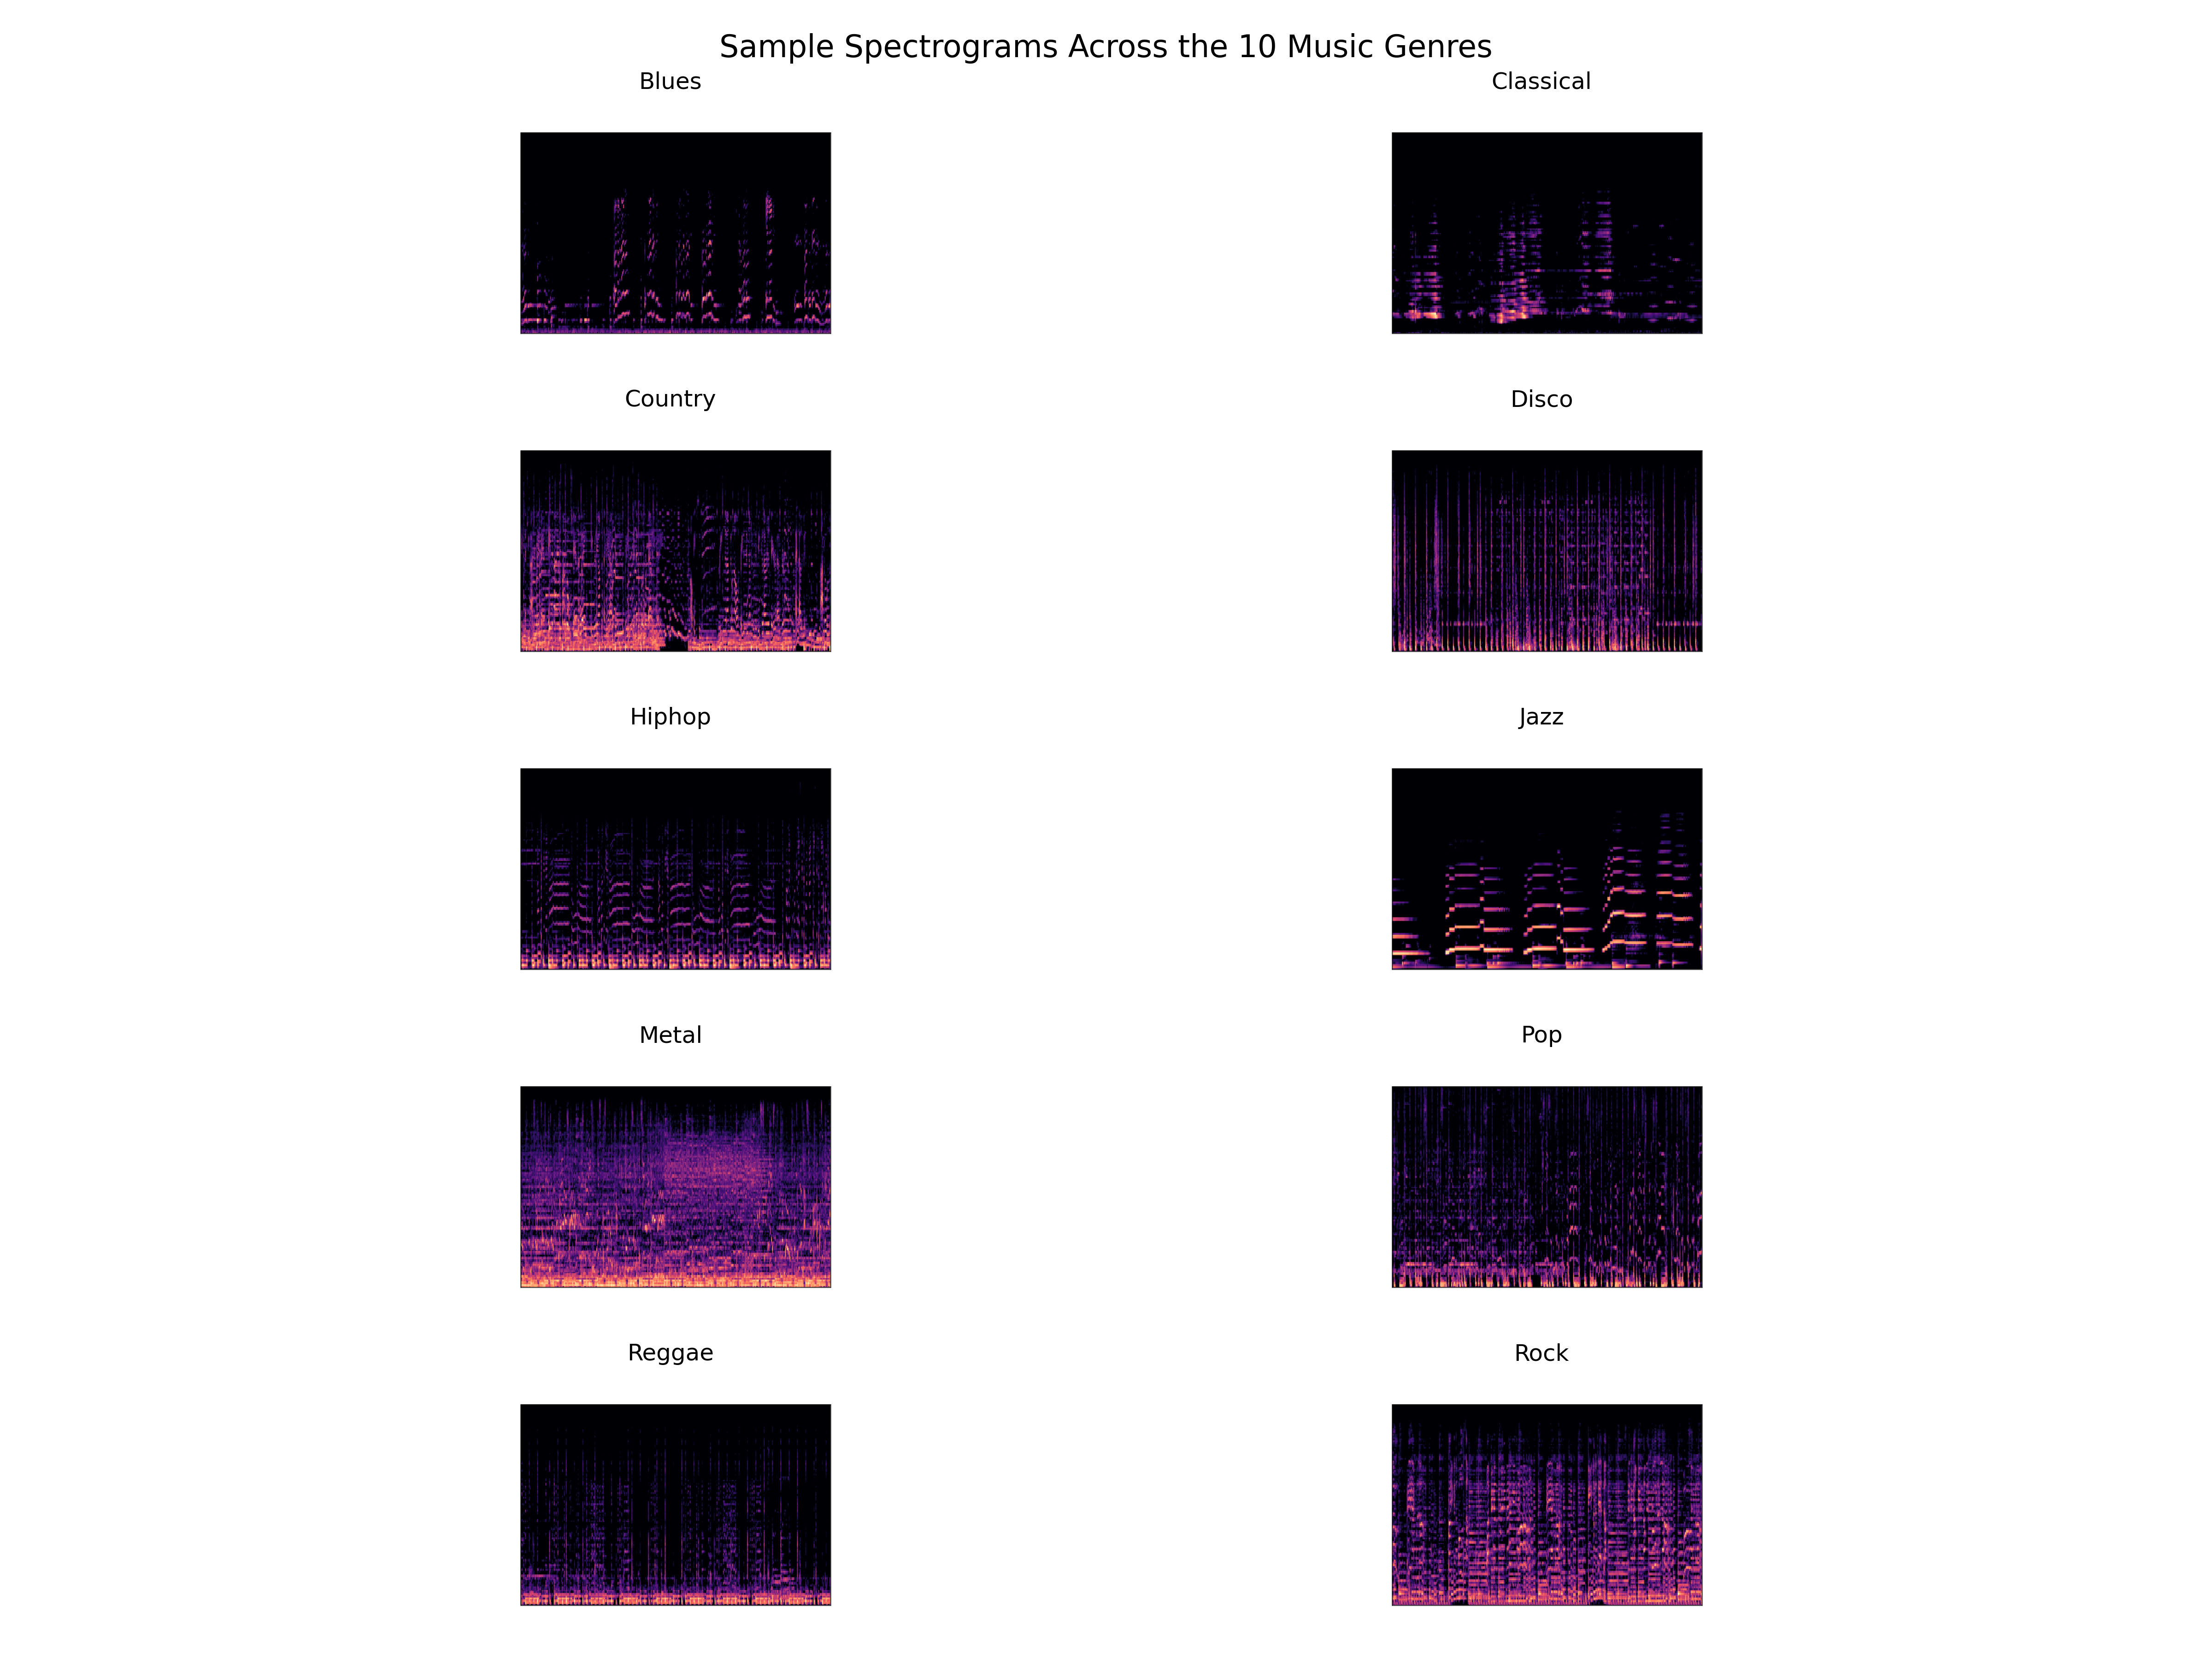 Sample Spectrograms Across the 10 Music Genres
Blues
Classical
Country
Disco
Hiphop
Jazz
Metal
Pop
Reggae
Rock